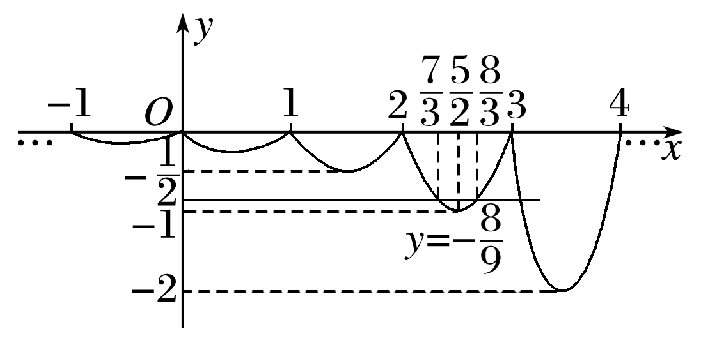 y
7/3 5/2 8/3
-1 O 1 2 3 4
··· ··· x
-1/2
-1
y=-8/9
-2